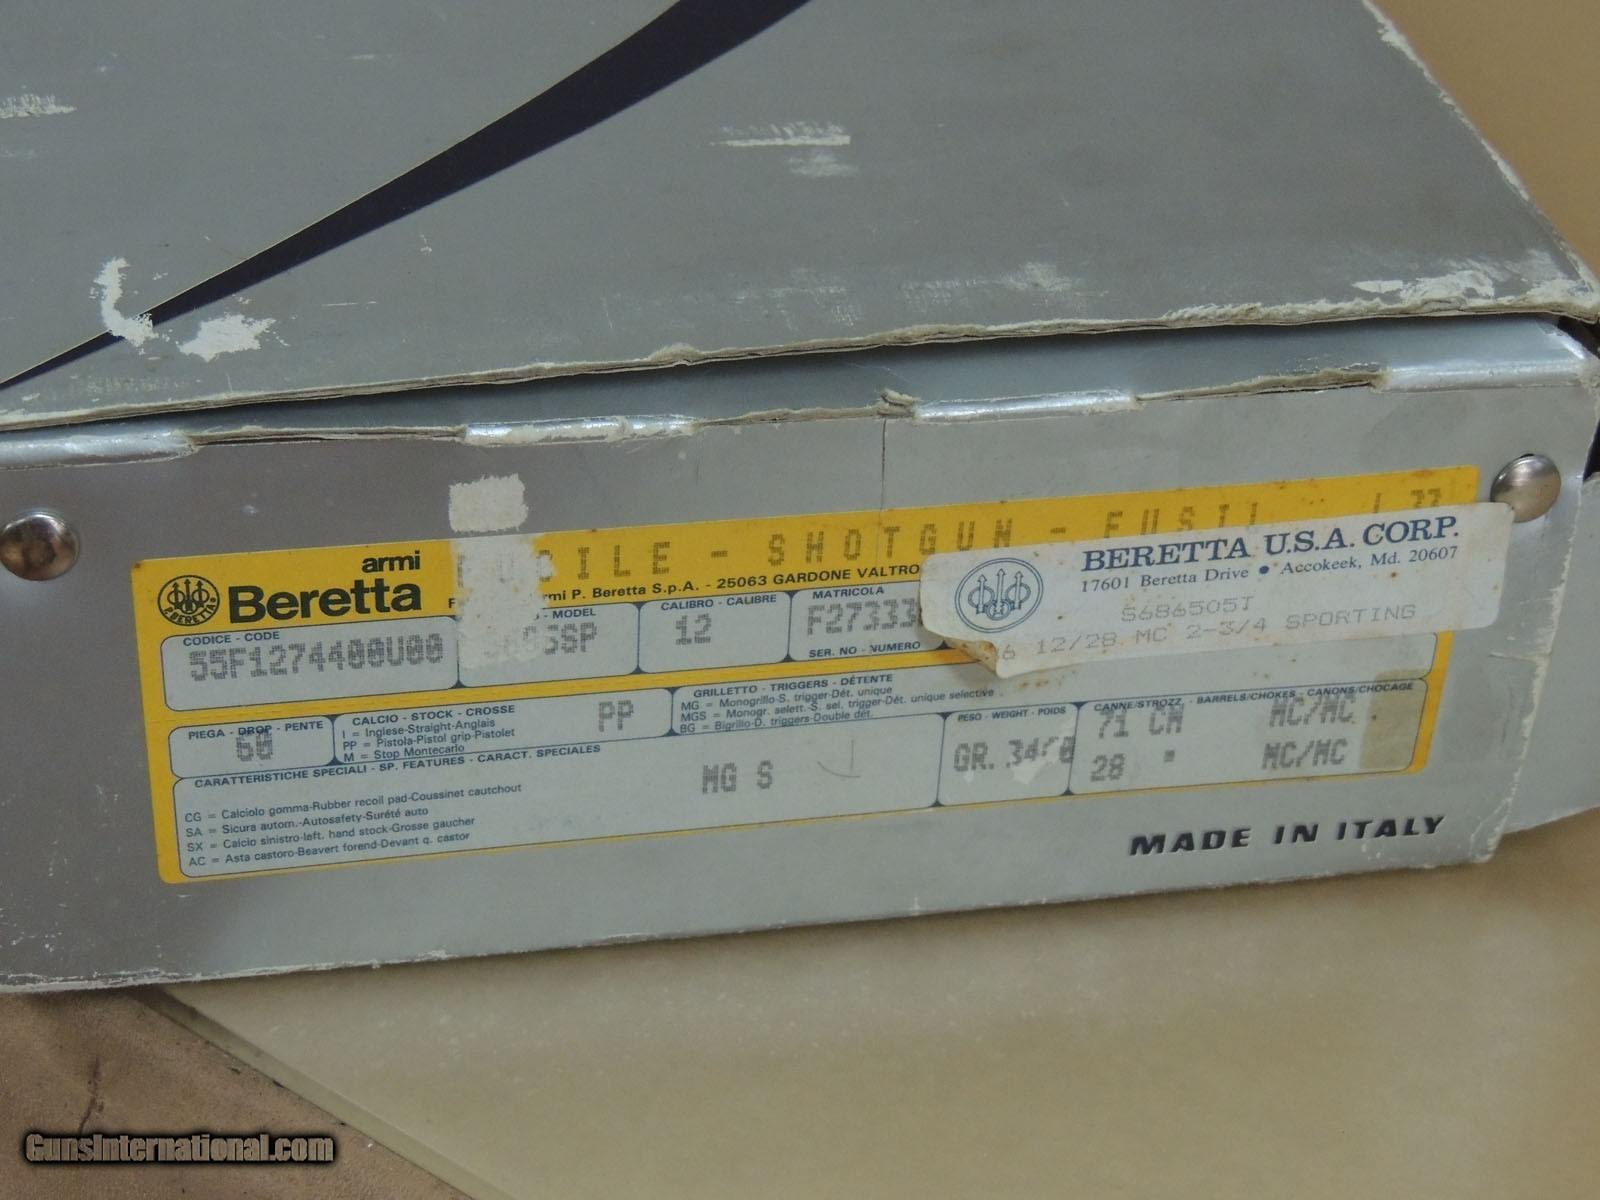 FUCILE - SHOTGUN - FUSIL
armi
Beretta
P. Beretta S.p.A. - 25063 GARDONE VALTRO
BERETTA U.S.A. CORP.
17601 Beretta Drive • Accokeek, Md. 20607
S686505T
12/28 MC 2-3/4 SPORTING
CODICE - CODE
55F1274400U00
MODEL
CALIBRO - CALIBRE
12
MATRICOLA
F27333
SER. NO - NUMERO
PIEGA - DROP - PENTE
60
CALCIO - STOCK - CROSSE
I = Inglese-Straight-Anglais
PP = Pistola-Pistol grip-Pistolet
M = Stop Montecarlo
PP
GRILLETTO - TRIGGERS - DÉTENTE
MG = Monogrillo-S. trigger-Dét. unique
MGS = Monogr. selett.-S. sel. trigger-Dét. unique selective
BG = Bigrillo-D. triggers-Double dét.
PESO - WEIGHT - POIDS
GR.
CANNE/STROZZ. - BARRELS/CHOKES - CANONS/CHOCAGE
71 CM MC/MC
28 " MC/MC
CARATTERISTICHE SPECIALI - SP. FEATURES - CARACT. SPECIALES
MG S
CG = Calciolo gomma-Rubber recoil pad-Coussinet cautchout
SA = Sicura autom.-Autosafety-Sureté auto
SX = Calcio sinistro-left. hand stock-Grosse gaucher
AC = Asta castoro-Beavert forend-Devant q. castor
MADE IN ITALY
GunsInternational.com